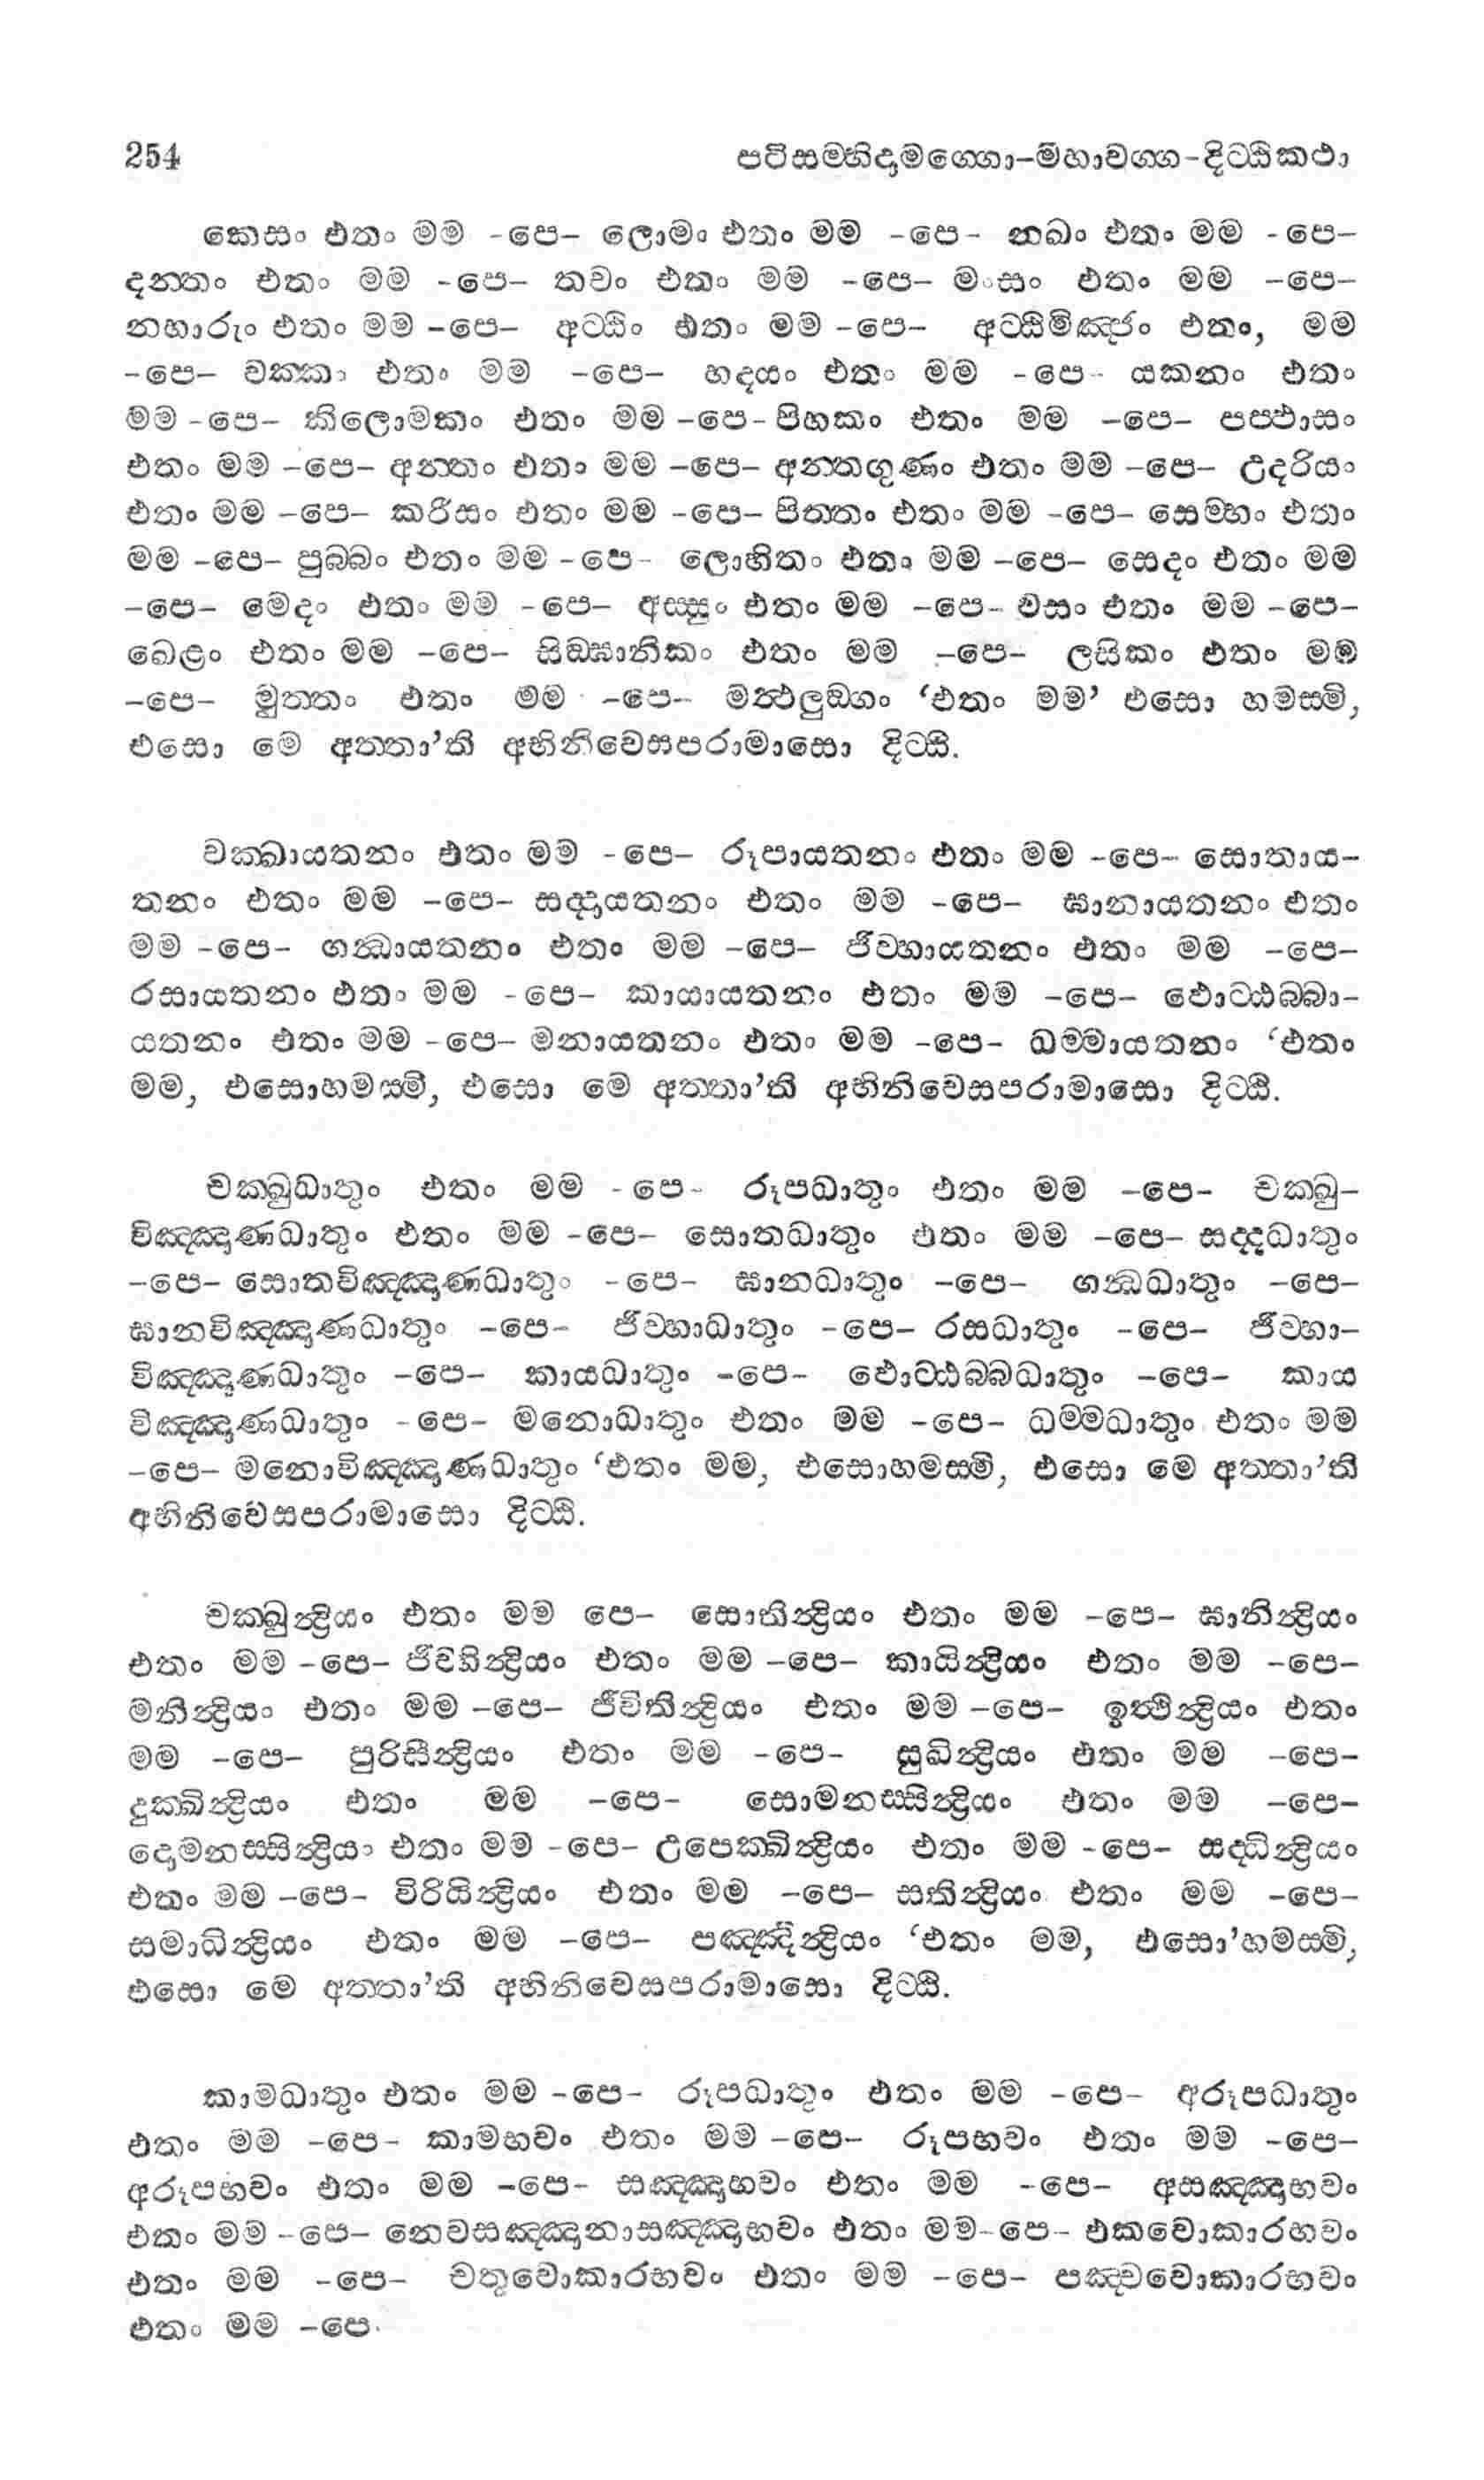 254 පටිසම්භිදාමග්ගො-මහාවග්ග-දිට්ඨිකථා
කෙසං එතං මම -පෙ- ලොමං එතං මම -පෙ- නඛං එතං මම -පෙ-
දන්තං එතං මම -පෙ- තචං එතං මම -පෙ- මංසං එතං මම -පෙ-
නහාරුං එතං මම -පෙ- අට්ඨිං එතං මම -පෙ- අට්ඨිමිඤ්ජං එතං, මම
-පෙ- වක්කං එතං මම -පෙ- හදයං එතං මම -පෙ- යකනං එතං
මම -පෙ- කිලොමකං එතං මම -පෙ- පිහකං එතං මම -පෙ- පප්ඵාසං
එතං මම -පෙ- අන්තං එතං මම -පෙ- අන්තගුණං එතං මම -පෙ- උදරියං
එතං මම -පෙ- කරීසං එතං මම -පෙ- පිත්තං එතං මම -පෙ- සෙම්හං එතං
මම -පෙ- පුබ්බං එතං මම -පෙ- ලොහිතං එතං මම -පෙ- සෙදං එතං මම
-පෙ- මෙදං එතං මම -පෙ- අස්සුං එතං මම -පෙ- වසං එතං මම -පෙ-
ඛෙළං එතං මම -පෙ- සිඞ්ඝානිකං එතං මම -පෙ- ලසිකං එතං මම
-පෙ- මුත්තං එතං මම -පෙ- මත්ථලුඞ්ගං ‘එතං මම’ එසො හමස්මි,
එසො මෙ අත්තා’ති අභිනිවෙසපරාමාසො දිට්ඨි.
චක්ඛායතනං එතං මම -පෙ- රූපායතනං එතං මම -පෙ- සොතාය-
තනං එතං මම -පෙ- සද්දායතනං එතං මම -පෙ- ඝානායතනං එතං
මම -පෙ- ගන්ධායතනං එතං මම -පෙ- ජිව්හායතනං එතං මම -පෙ-
රසායතනං එතං මම -පෙ- කායායතනං එතං මම -පෙ- ඵොට්ඨබ්බා-
යතනං එතං මම -පෙ- මනායතනං එතං මම -පෙ- ධම්මායතනං ‘එතං
මම, එසොහමස්මි, එසො මෙ අත්තා’ති අභිනිවෙසපරාමාසො දිට්ඨි.
චක්ඛුධාතුං එතං මම -පෙ- රූපධාතුං එතං මම -පෙ- චක්ඛු-
විඤ්ඤාණධාතුං එතං මම -පෙ- සොතධාතුං එතං මම -පෙ- සද්දධාතුං
-පෙ- සොතවිඤ්ඤාණධාතුං -පෙ- ඝානධාතුං -පෙ- ගන්ධධාතුං -පෙ-
ඝානවිඤ්ඤාණධාතුං -පෙ- ජිව්හාධාතුං -පෙ- රසධාතුං -පෙ- ජිව්හා-
විඤ්ඤාණධාතුං -පෙ- කායධාතුං -පෙ- ඵොට්ඨබ්බධාතුං -පෙ- කාය
විඤ්ඤාණධාතුං -පෙ- මනොධාතුං එතං මම -පෙ- ධම්මධාතුං එතං මම
-පෙ- මනොවිඤ්ඤාණධාතුං ‘එතං මම, එසොහමස්මි, එසො මෙ අත්තා’ති
අභිනිවෙසපරාමාසො දිට්ඨි.
චක්ඛුන්ද්‍රියං එතං මම පෙ- සොතින්ද්‍රියං එතං මම -පෙ- ඝානින්ද්‍රියං
එතං මම -පෙ- ජිව්හින්ද්‍රියං එතං මම -පෙ- කායින්ද්‍රියං එතං මම -පෙ-
මනින්ද්‍රියං එතං මම -පෙ- ජීවිතින්ද්‍රියං එතං මම -පෙ- ඉත්ථින්ද්‍රියං එතං
මම -පෙ- පුරිසින්ද්‍රියං එතං මම -පෙ- සුඛින්ද්‍රියං එතං මම -පෙ-
දුක්ඛින්ද්‍රියං එතං මම -පෙ- සොමනස්සින්ද්‍රියං එතං මම -පෙ-
දොමනස්සින්ද්‍රියං එතං මම -පෙ- උපෙක්ඛින්ද්‍රියං එතං මම -පෙ- සද්ධින්ද්‍රියං
එතං මම -පෙ- විරියින්ද්‍රියං එතං මම -පෙ- සතින්ද්‍රියං එතං මම -පෙ-
සමාධින්ද්‍රියං එතං මම -පෙ- පඤ්ඤින්ද්‍රියං ‘එතං මම, එසො’හමස්මි,
එසො මෙ අත්තා’ති අභිනිවෙසපරාමාසො දිට්ඨි.
කාමධාතුං එතං මම -පෙ- රූපධාතුං එතං මම -පෙ- අරූපධාතුං
එතං මම -පෙ- කාමභවං එතං මම -පෙ- රූපභවං එතං මම -පෙ-
අරූපභවං එතං මම -පෙ- සඤ්ඤාභවං එතං මම -පෙ- අසඤ්ඤාභවං
එතං මම -පෙ- නෙවසඤ්ඤානාසඤ්ඤාභවං එතං මම-පෙ- එකවොකාරභවං
එතං මම -පෙ- චතුවොකාරභවං එතං මම -පෙ- පඤ්චවොකාරභවං
එතං මම -පෙ.